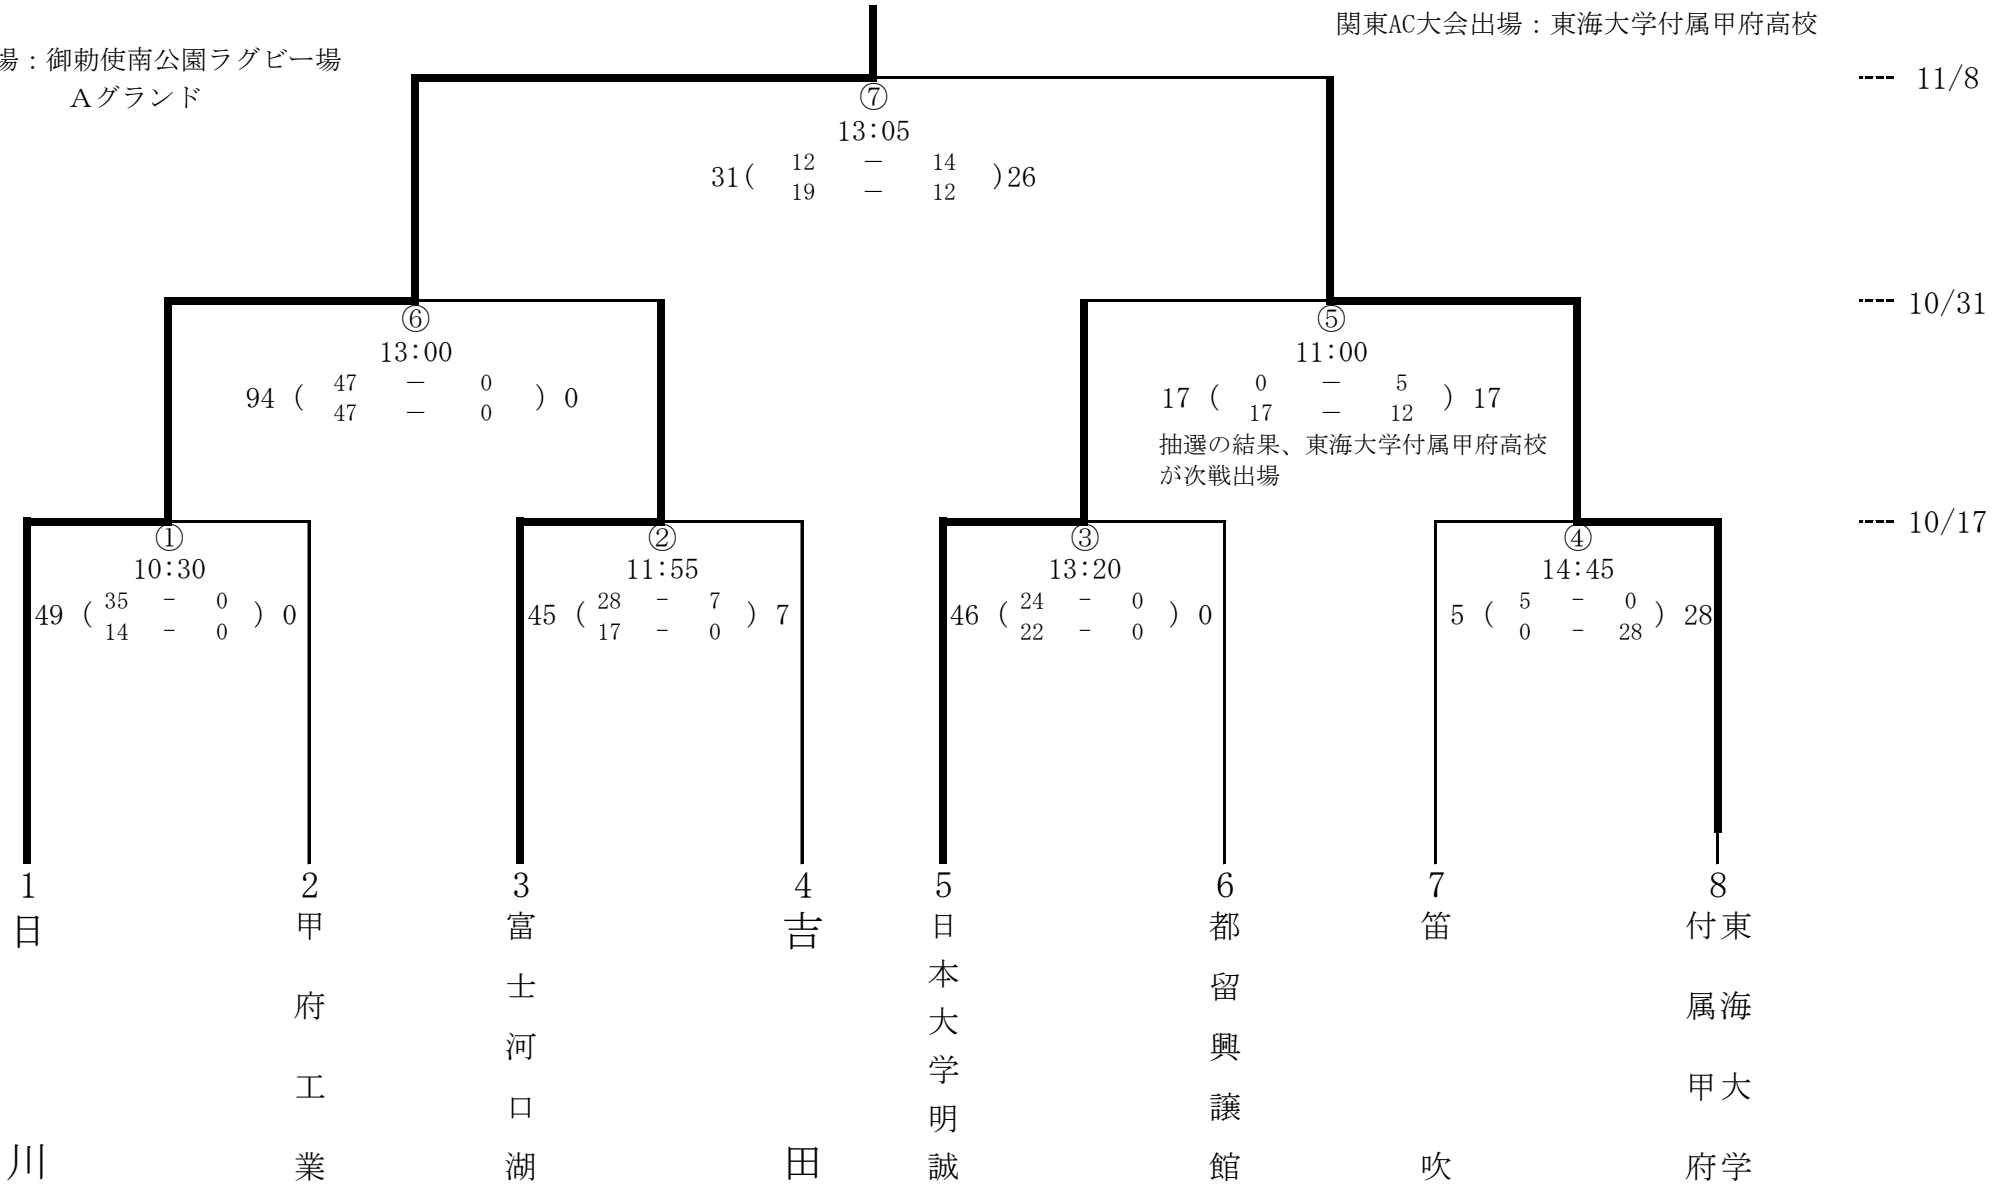 関東AC大会出場：東海大学付属甲府高校
場：御勅使南公園ラグビー場
Aグランド
11/8
⑦
13:05
31( 12 － 14 )26
19 － 12
10/31
⑥
13:00
94 ( 47 － 0 ) 0
47 － 0
⑤
11:00
17 ( 0 － 5 ) 17
17 － 12
抽選の結果、東海大学付属甲府高校
が次戦出場
10/17
①
10:30
49 ( 35 - 0 ) 0
14 - 0
②
11:55
45 ( 28 - 7 ) 7
17 - 0
③
13:20
46 ( 24 - 0 ) 0
22 - 0
④
14:45
5 ( 5 - 0 ) 28
0 - 28
1
日川
2
甲府工業
3
富士河口湖
4
吉田
5
日本大学明誠
6
都留興譲館
7
笛吹
8
東海大学
付属甲府